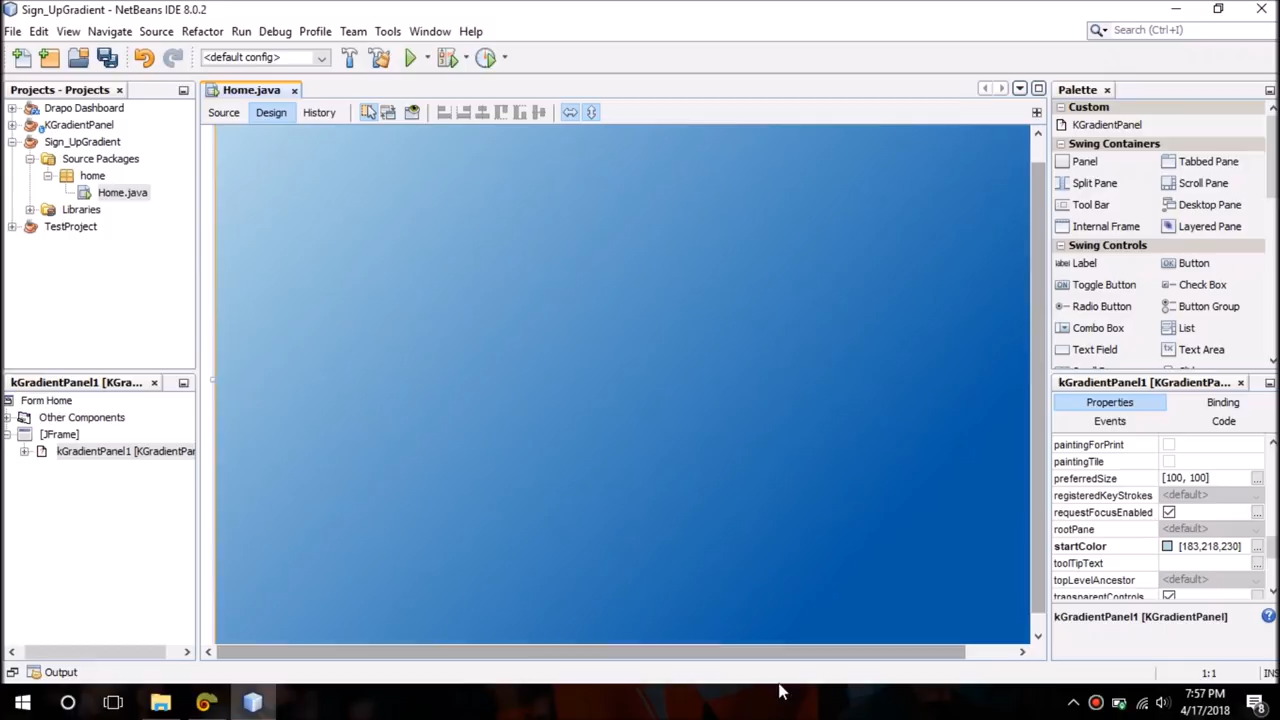 Sign_UpGradient - NetBeans IDE 8.0.2
File Edit View Navigate Source Refactor Run Debug Profile Team Tools Window Help
Search (Ctrl+I)
<default config>
Projects - Projects
Drapo Dashboard
KGradientPanel
Sign_UpGradient
Source Packages
home
Home.java
Libraries
TestProject
kGradientPanel1 [KGra...
Form Home
Other Components
[JFrame]
kGradientPanel1 [KGradientPar
Home.java
Source Design History
Palette
Custom
KGradientPanel
Swing Containers
Panel Tabbed Pane
Split Pane Scroll Pane
Tool Bar Desktop Pane
Internal Frame Layered Pane
Swing Controls
label Label OK Button
ON Toggle Button Check Box
Radio Button Button Group
Combo Box List
Text Field Text Area
kGradientPanel1 [KGradientPa...
Properties Binding
Events Code
paintingForPrint
paintingTile
preferredSize [100, 100] ...
registeredKeyStrokes <default>
requestFocusEnabled ...
rootPane <default>
startColor [183,218,230] ...
toolTipText ...
topLevelAncestor <default>
transparentControls
kGradientPanel1 [KGradientPanel]
Output
1:1 INS
7:57 PM
4/17/2018
8